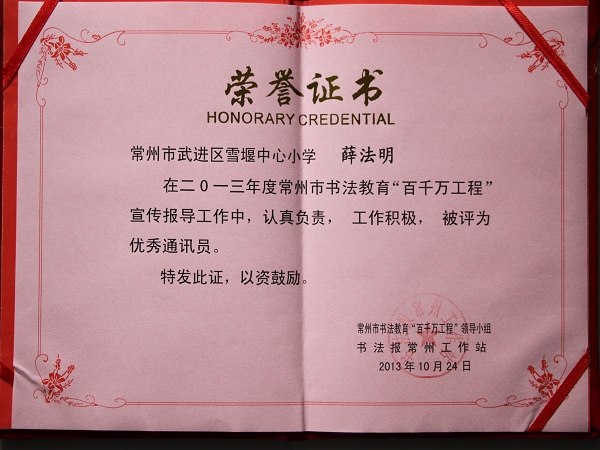 荣誉证书
HONORARY CREDENTIAL
常州市武进区雪堰中心小学 薛法明
在二0一三年度常州市书法教育“百千万工程”
宣传报导工作中，认真负责， 工作积极， 被评为
优秀通讯员。
特发此证，以资鼓励。
常州市书法教育“百千万工程”领导小组
书法报常州工作站
2013年10月24日